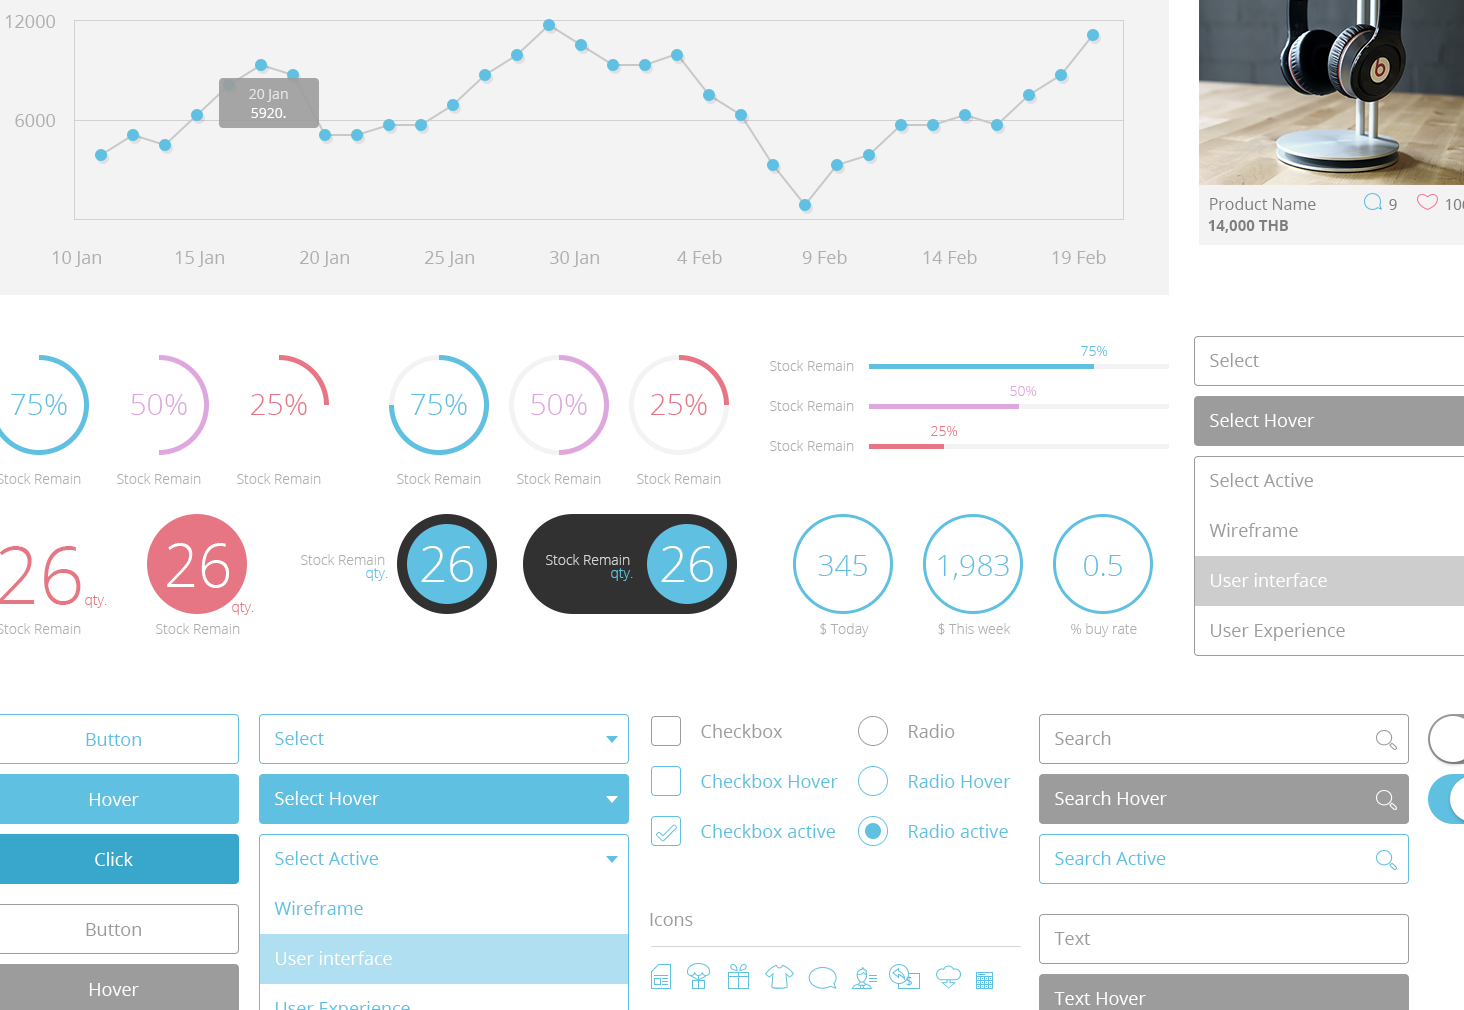 12000
6000
20 Jan
5920.
10 Jan
15 Jan
20 Jan
25 Jan
30 Jan
4 Feb
9 Feb
14 Feb
19 Feb
b
Product Name
9
14,000 THB
75%
50%
25%
75%
50%
25%
Stock Remain
Stock Remain
Stock Remain
Stock Remain
Stock Remain
Stock Remain
Stock Remain
75%
Stock Remain
50%
Stock Remain
25%
Select
Select Hover
Select Active
Wireframe
User interface
User Experience
26
qty.
Stock Remain
26
qty.
Stock Remain
Stock Remain
qty.
26
Stock Remain
qty.
26
345
$ Today
1,983
$ This week
0.5
% buy rate
Button
Hover
Click
Button
Hover
Select
Select Hover
Select Active
Wireframe
User interface
User Experience
Checkbox
Radio
Checkbox Hover
Radio Hover
Checkbox active
Radio active
Icons
$
Search
Search Hover
Search Active
Text
Text Hover